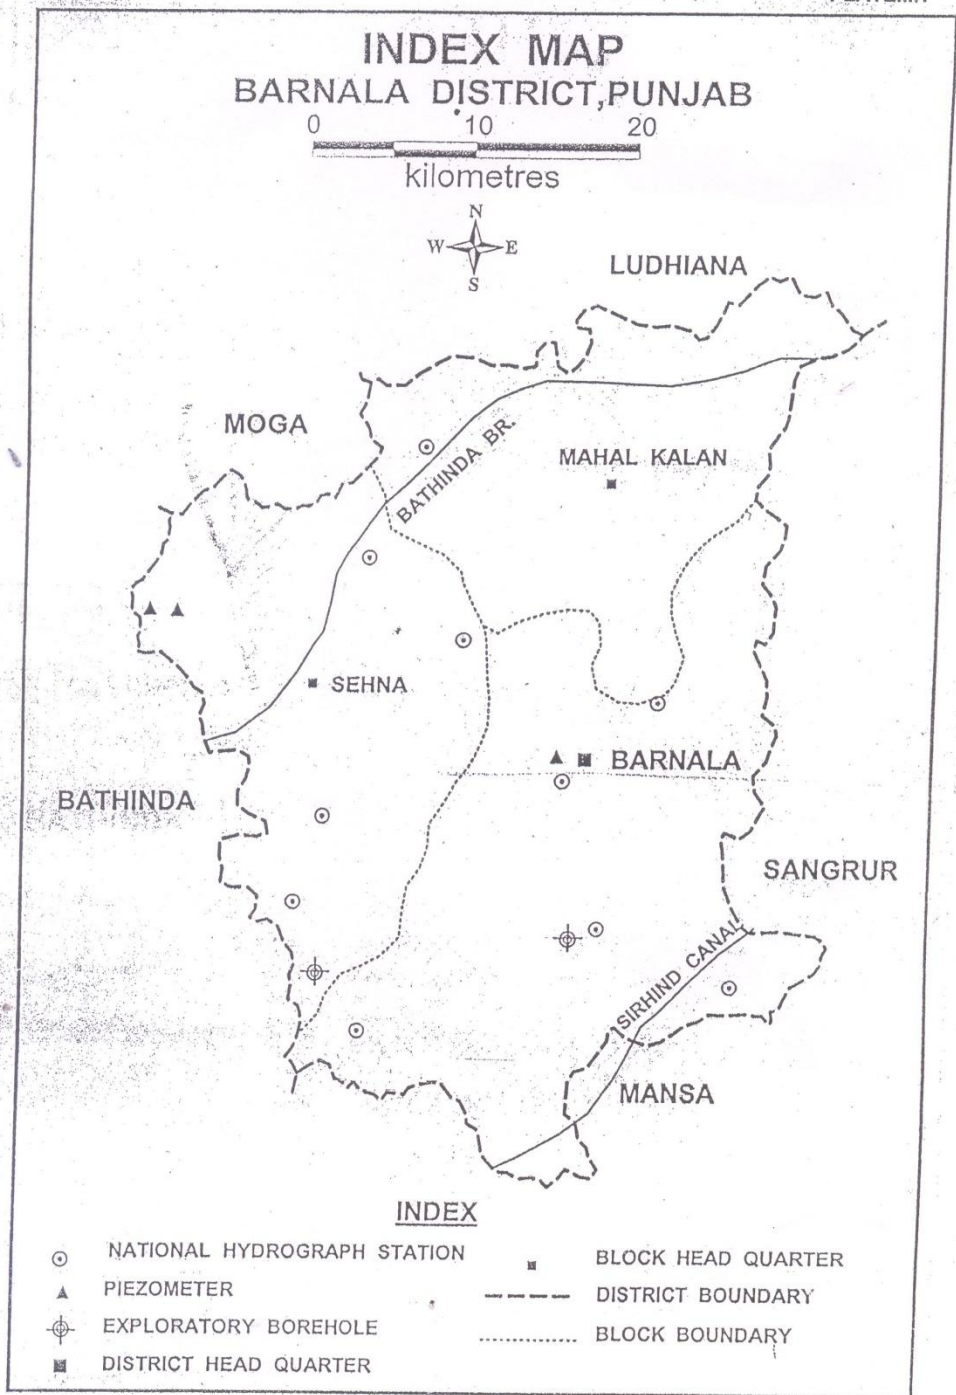 INDEX MAP
BARNALA DISTRICT,PUNJAB
0 10 20
kilometres
N
W E
S
LUDHIANA
MOGA
BATHINDA BR.
MAHAL KALAN
SEHNA
BARNALA
BATHINDA
SANGRUR
SIRHIND CANAL
MANSA
INDEX
NATIONAL HYDROGRAPH STATION
PIEZOMETER
EXPLORATORY BOREHOLE
DISTRICT HEAD QUARTER
BLOCK HEAD QUARTER
DISTRICT BOUNDARY
BLOCK BOUNDARY